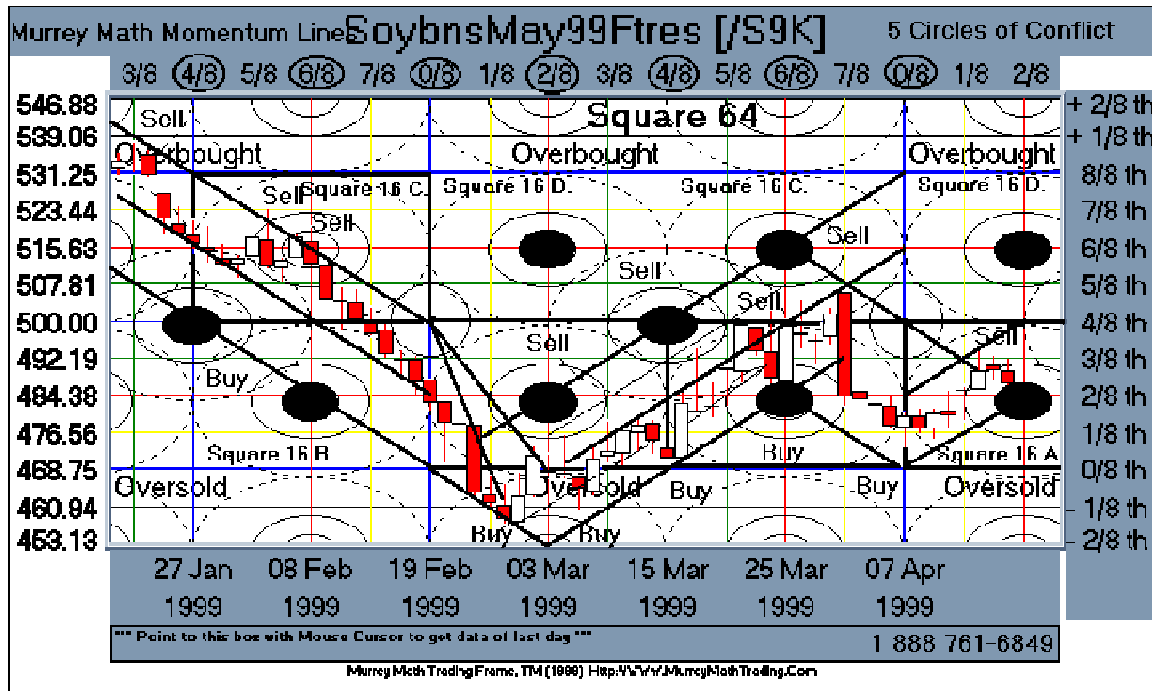 Murrey Math Momentum Lines SoybnsMay99Ftres [/S9K] 5 Circles of Conflict
3/8 4/8 5/8 6/8 7/8 0/8 1/8 2/8 3/8 4/8 5/8 6/8 7/8 0/8 1/8 2/8
546.88 Sell Square 64 + 2/8 th
539.06 + 1/8 th
Overbought Overbought Overbought
531.25 8/8 th
Sell Square 16 C. Square 16 D. Square 16 C. Square 16 D.
523.44 Sell 7/8 th
Sell
515.63 6/8 th
Sell
507.81 5/8 th
Sell
500.00 4/8 th
Sell Sell
492.19 3/8 th
Buy
484.38 2/8 th
476.56 1/8 th
Square 16 B Buy Square 16 A
468.75 0/8 th
Oversold Oversold Buy Buy Oversold
460.94 - 1/8 th
Buy Buy
453.13 - 2/8 th
27 Jan 08 Feb 19 Feb 03 Mar 15 Mar 25 Mar 07 Apr
1999 1999 1999 1999 1999 1999 1999
*** Point to this box with Mouse Cursor to get data of last day *** 1 888 761-6849
Murrey Math Trading Frame, TM (1999) Http:\\WWW.MurreyMathTrading.Com